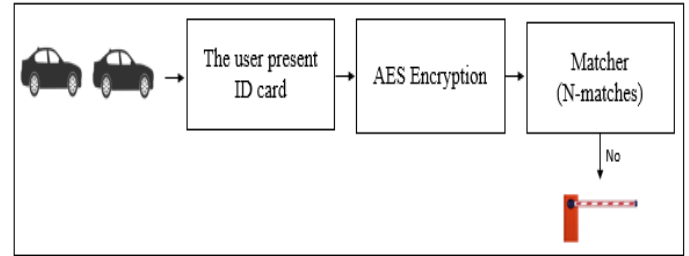 The user present
ID card
AES Encryption
Matcher
(N-matches)
No